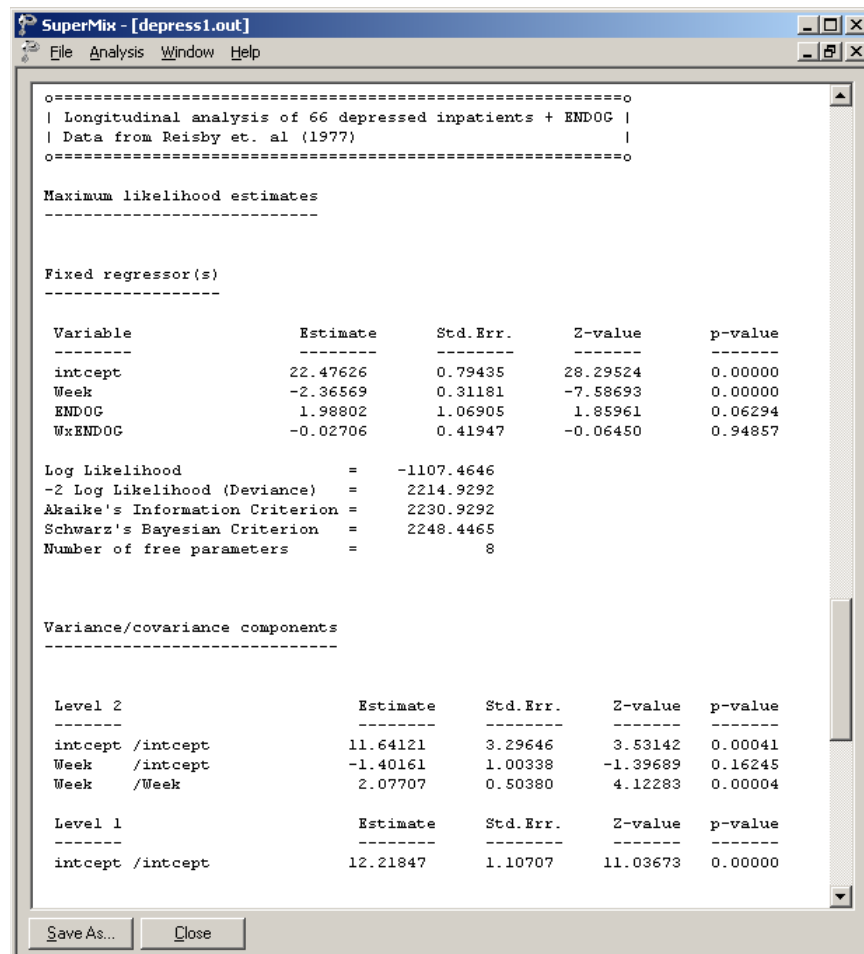 SuperMix - [depress1.out]
File Analysis Window Help
o===========================================================o
| Longitudinal analysis of 66 depressed inpatients + ENDOG |
| Data from Reisby et. al (1977) |
o===========================================================o
Maximum likelihood estimates
----------------------------
Fixed regressor(s)
------------------
Variable Estimate Std.Err. Z-value p-value
-------- -------- -------- ------- -------
intcept 22.47626 0.79435 28.29524 0.00000
Week -2.36569 0.31181 -7.58693 0.00000
ENDOG 1.98802 1.06905 1.85961 0.06294
WxENDOG -0.02706 0.41947 -0.06450 0.94857
Log Likelihood = -1107.4646
-2 Log Likelihood (Deviance) = 2214.9292
Akaike's Information Criterion = 2230.9292
Schwarz's Bayesian Criterion = 2248.4465
Number of free parameters = 8
Variance/covariance components
------------------------------
Level 2 Estimate Std.Err. Z-value p-value
------- -------- -------- ------- -------
intcept /intcept 11.64121 3.29646 3.53142 0.00041
Week /intcept -1.40161 1.00338 -1.39689 0.16245
Week /Week 2.07707 0.50380 4.12283 0.00004
Level 1 Estimate Std.Err. Z-value p-value
------- -------- -------- ------- -------
intcept /intcept 12.21847 1.10707 11.03673 0.00000
Save As... Close